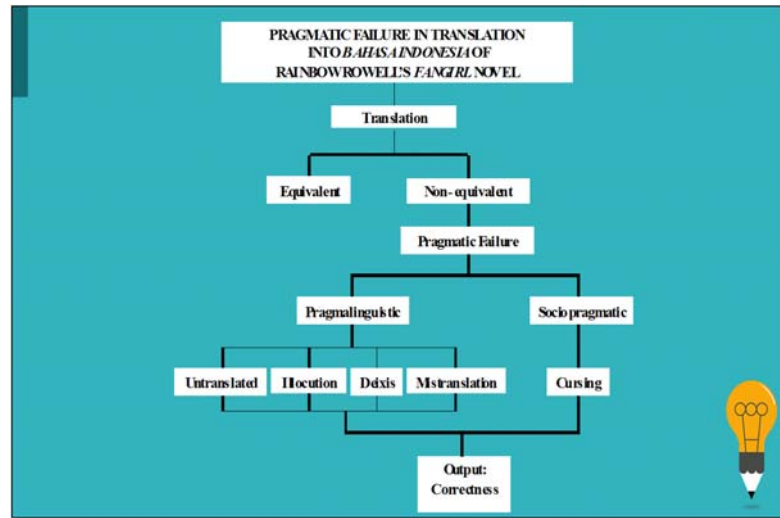 PRAGMATIC FAILURE IN TRANSLATION
INTO BAHASA INDONESIA OF
RAINBOW ROWELL'S FANGIRL NOVEL
Translation
Equivalent
Non-equivalent
Pragmatic Failure
Pragmalinguistic
Sociopragmatic
Untranslated
Illocution
Deixis
Mistranslation
Cursing
Output:
Correctness